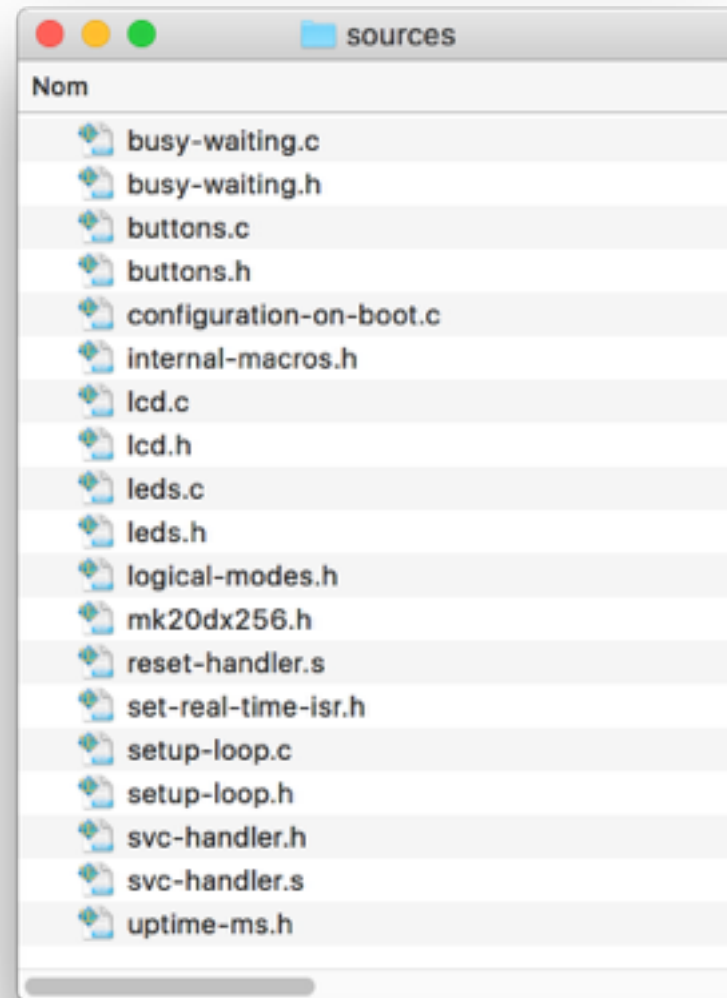 sources
Nom
busy-waiting.c
busy-waiting.h
buttons.c
buttons.h
configuration-on-boot.c
internal-macros.h
lcd.c
lcd.h
leds.c
leds.h
logical-modes.h
mk20dx256.h
reset-handler.s
set-real-time-isr.h
setup-loop.c
setup-loop.h
svc-handler.h
svc-handler.s
uptime-ms.h